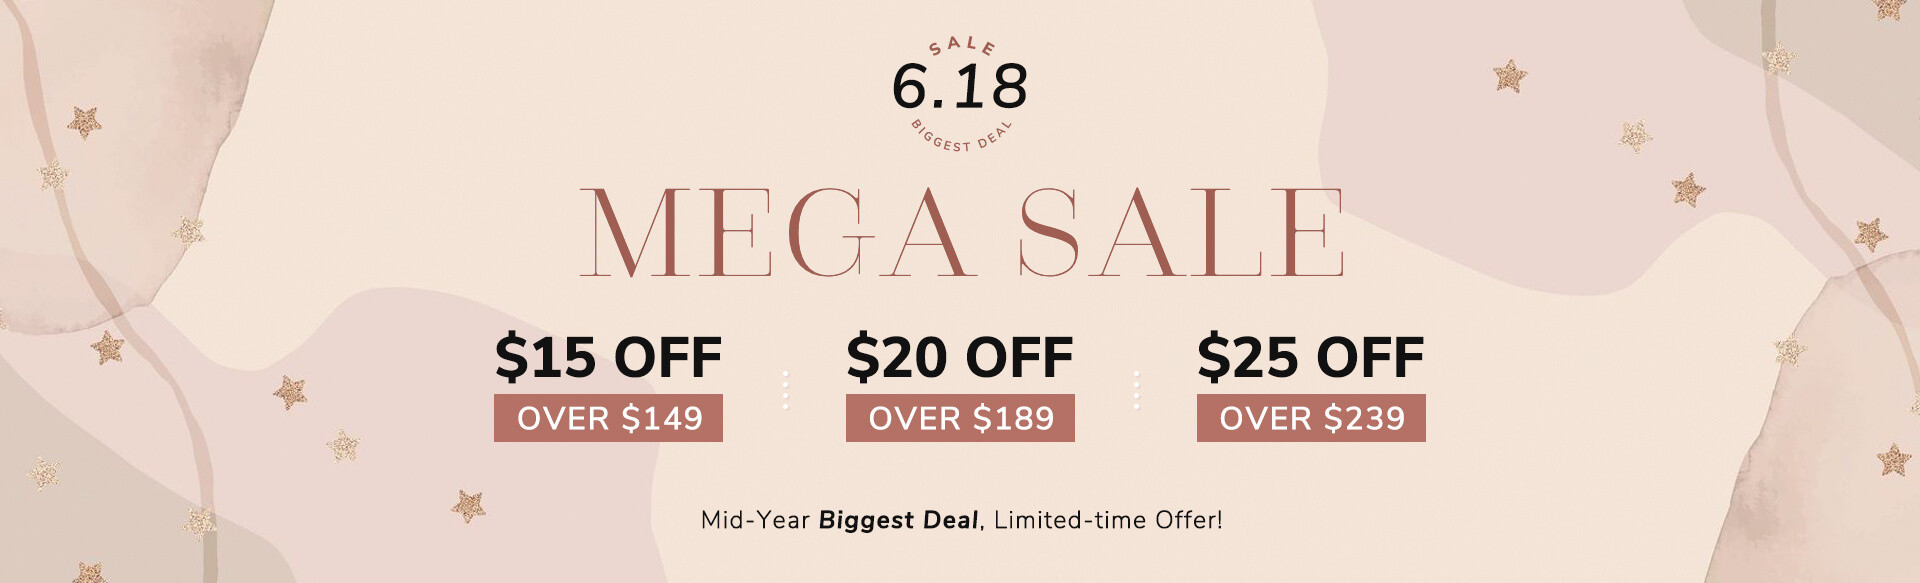 SALE
6.18
BIGGEST DEAL
MEGA SALE
$15 OFF
OVER $149
$20 OFF
OVER $189
$25 OFF
OVER $239
Mid-Year Biggest Deal, Limited-time Offer!